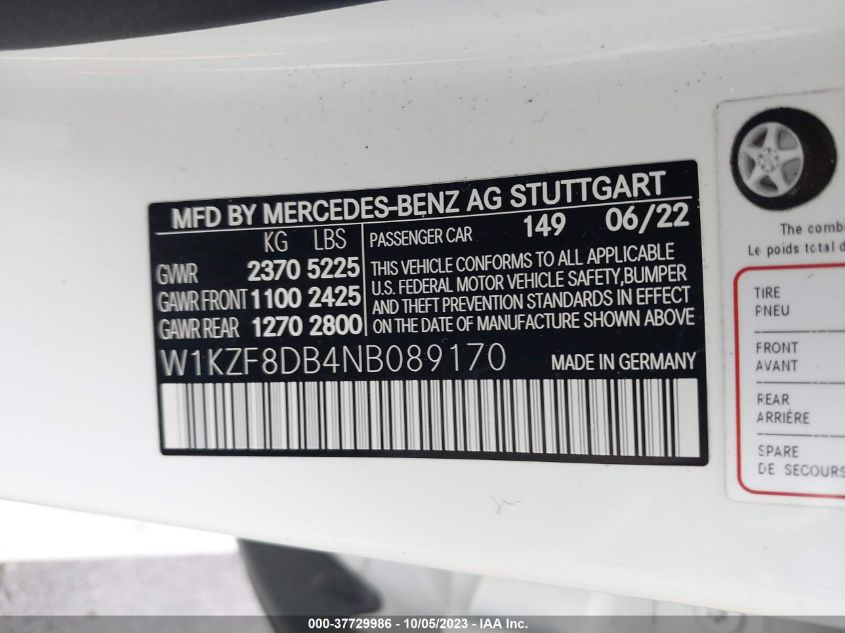 MFD BY MERCEDES-BENZ AG STUTTGART
KG LBS
GVWR 2370 5225
GAWR FRONT 1100 2425
GAWR REAR 1270 2800
PASSENGER CAR 149 06/22
THIS VEHICLE CONFORMS TO ALL APPLICABLE
U.S. FEDERAL MOTOR VEHICLE SAFETY, BUMPER
AND THEFT PREVENTION STANDARDS IN EFFECT
ON THE DATE OF MANUFACTURE SHOWN ABOVE
W1KZF8DB4NB089170 MADE IN GERMANY
The comb
Le poids total d
TIRE
PNEU
FRONT
AVANT
REAR
ARRIÈRE
SPARE
DE SECOURS
000-37729986 - 10/05/2023 - IAA Inc.